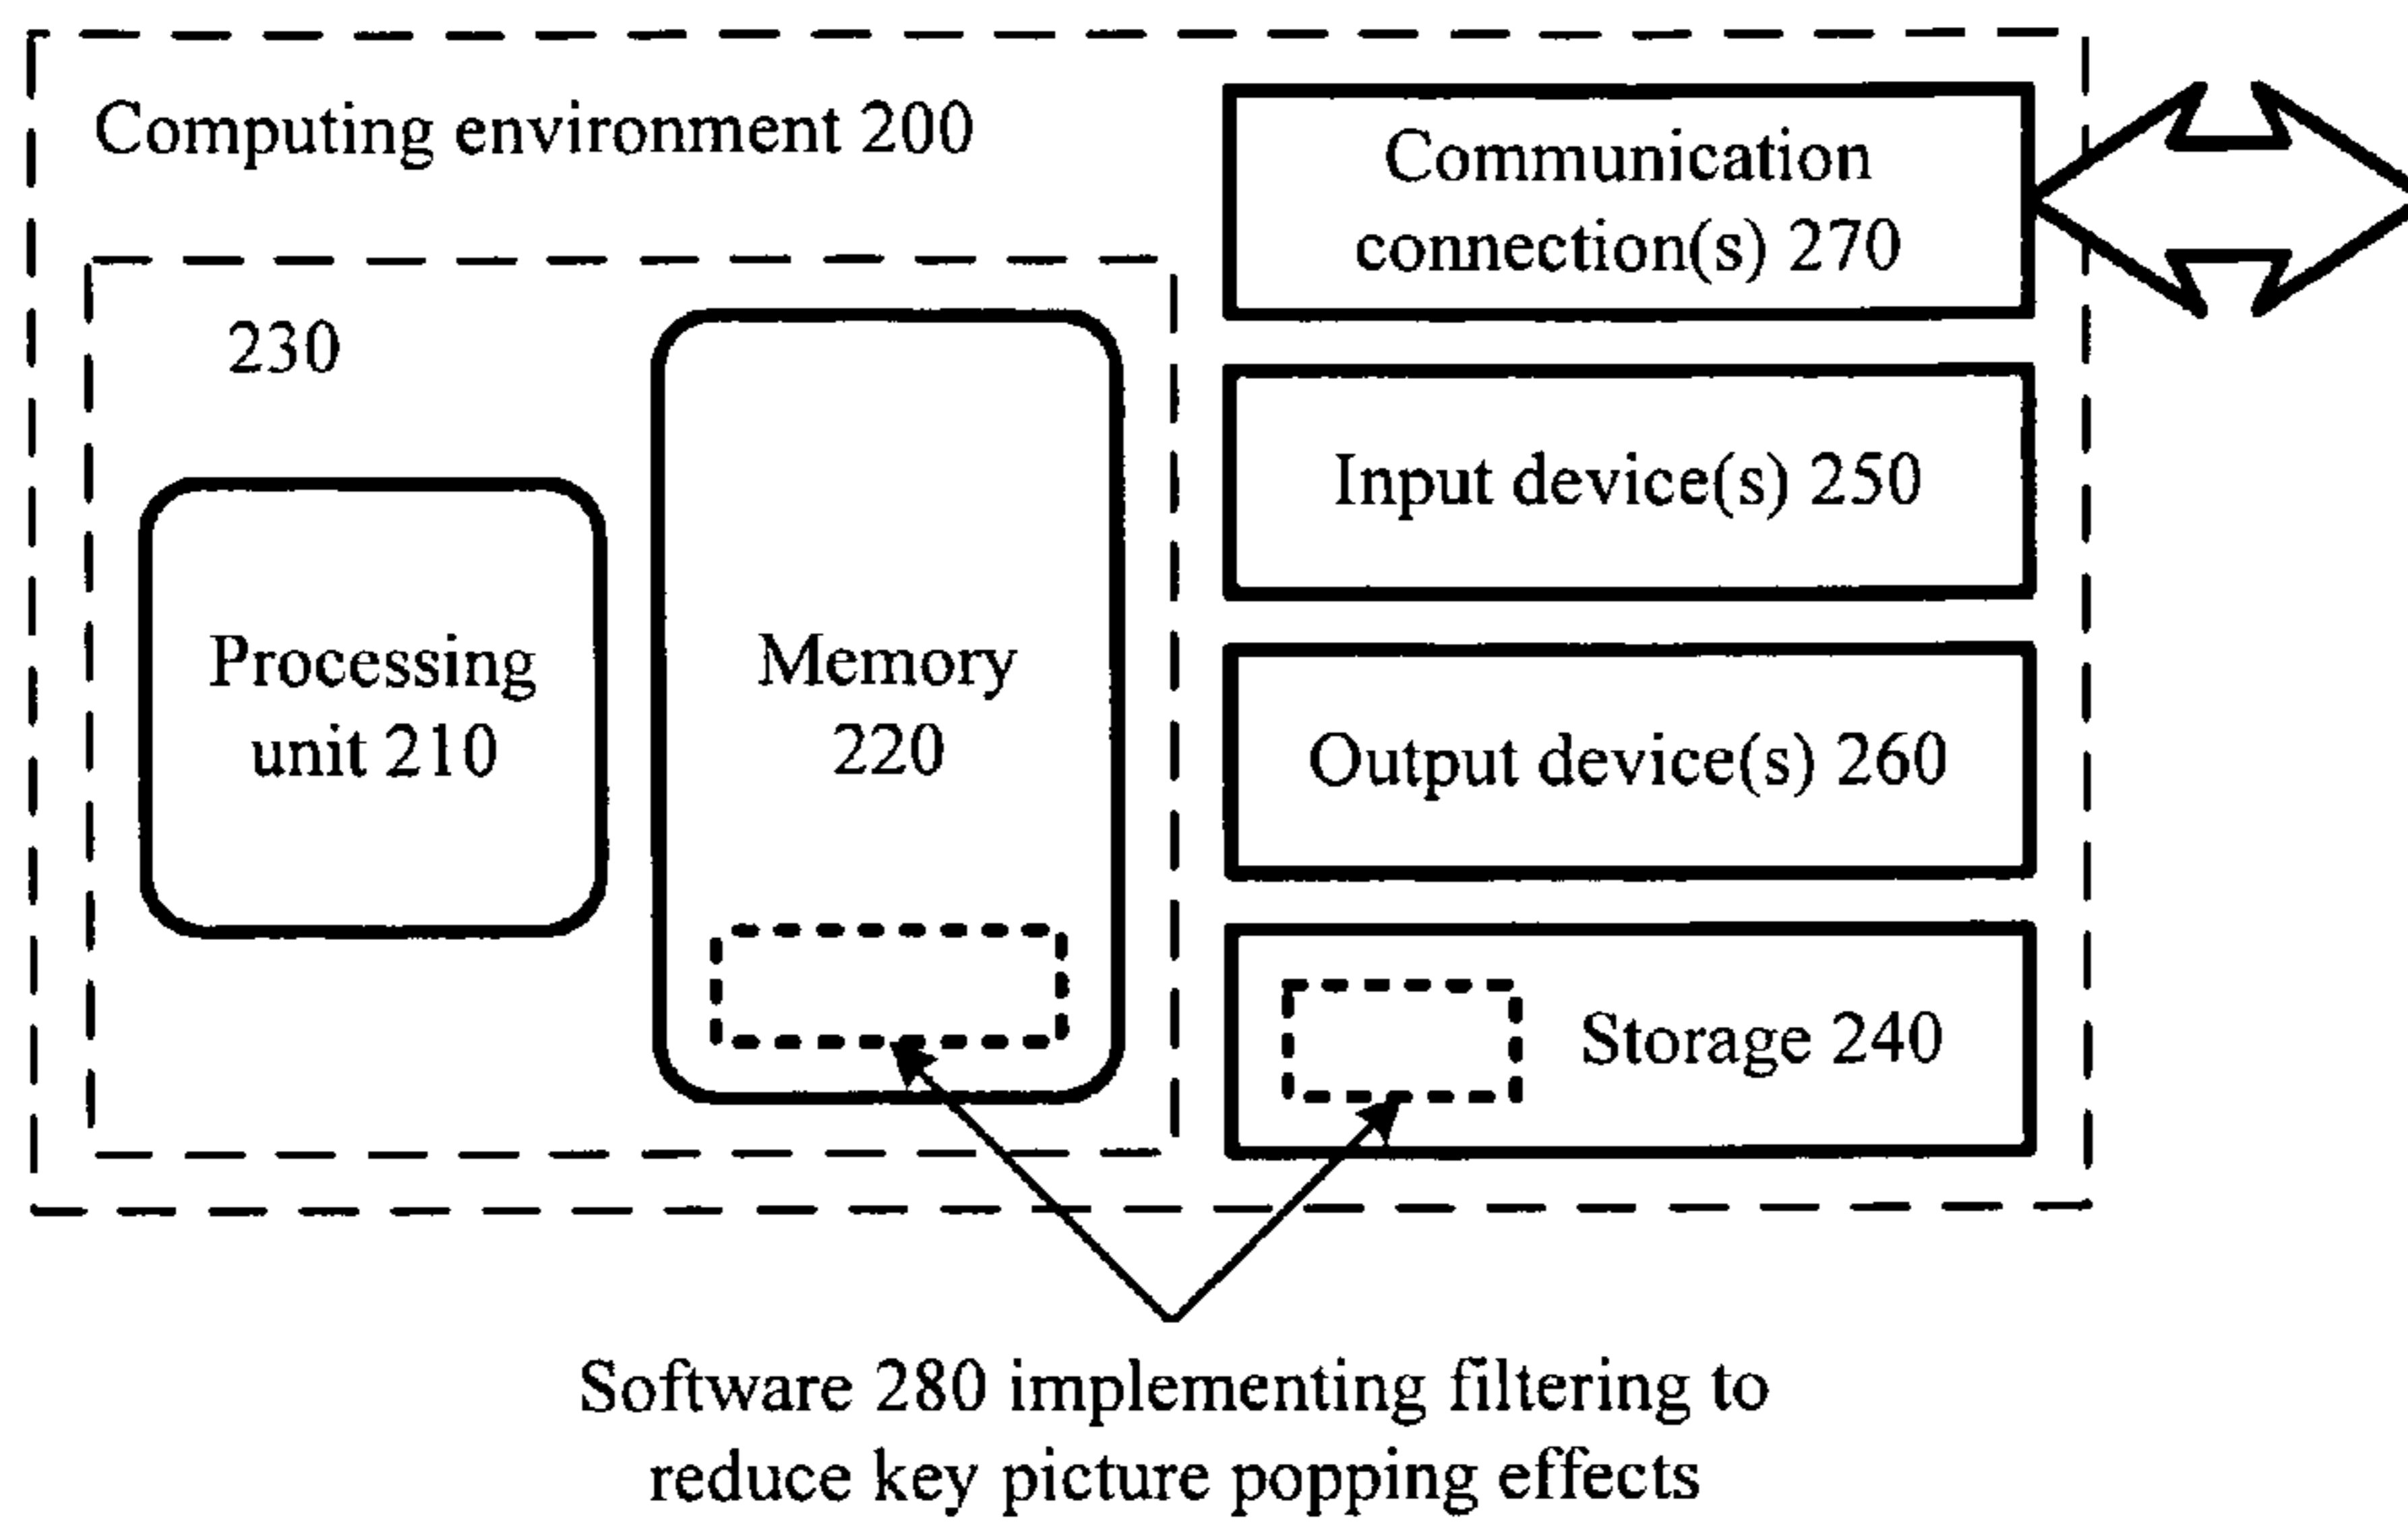 Computing environment 200
Communication
connection(s) 270
230
Input device(s) 250
Processing
unit 210
Memory
220
Output device(s) 260
Storage 240
Software 280 implementing filtering to
reduce key picture popping effects